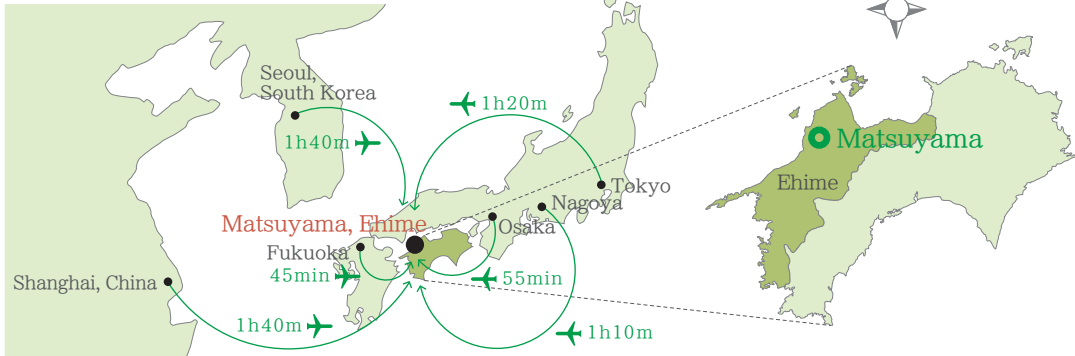 Seoul,
South Korea
1h40m
1h20m
Tokyo
Nagoya
Osaka
Matsuyama, Ehime
Fukuoka
45min
55min
Shanghai, China
1h40m
1h10m
Matsuyama
Ehime